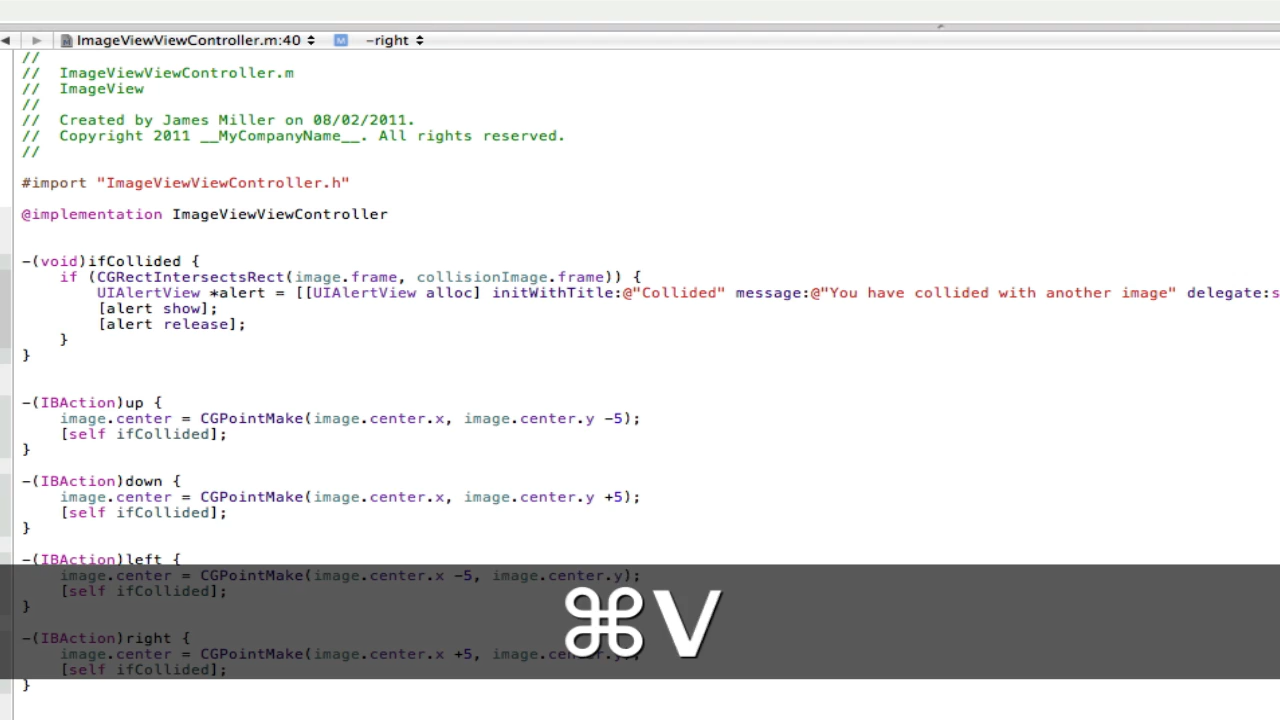 ImageViewViewController.m:40 M -right
//
// ImageViewViewController.m
// ImageView
//
// Created by James Miller on 08/02/2011.
// Copyright 2011 __MyCompanyName__. All rights reserved.
//
#import "ImageViewViewController.h"
@implementation ImageViewViewController
-(void)ifCollided {
if (CGRectIntersectsRect(image.frame, collisionImage.frame)) {
UIAlertView *alert = [[UIAlertView alloc] initWithTitle:@"Collided" message:@"You have collided with another image" delegate:s
[alert show];
[alert release];
}
}
-(IBAction)up {
image.center = CGPointMake(image.center.x, image.center.y -5);
[self ifCollided];
}
-(IBAction)down {
image.center = CGPointMake(image.center.x, image.center.y +5);
[self ifCollided];
}
-(IBAction)left {
image.center = CGPointMake(image.center.x -5, image.center.y);
[self ifCollided];
}
-(IBAction)right {
image.center = CGPointMake(image.center.x +5, image.center.y);
[self ifCollided];
}
⌘V